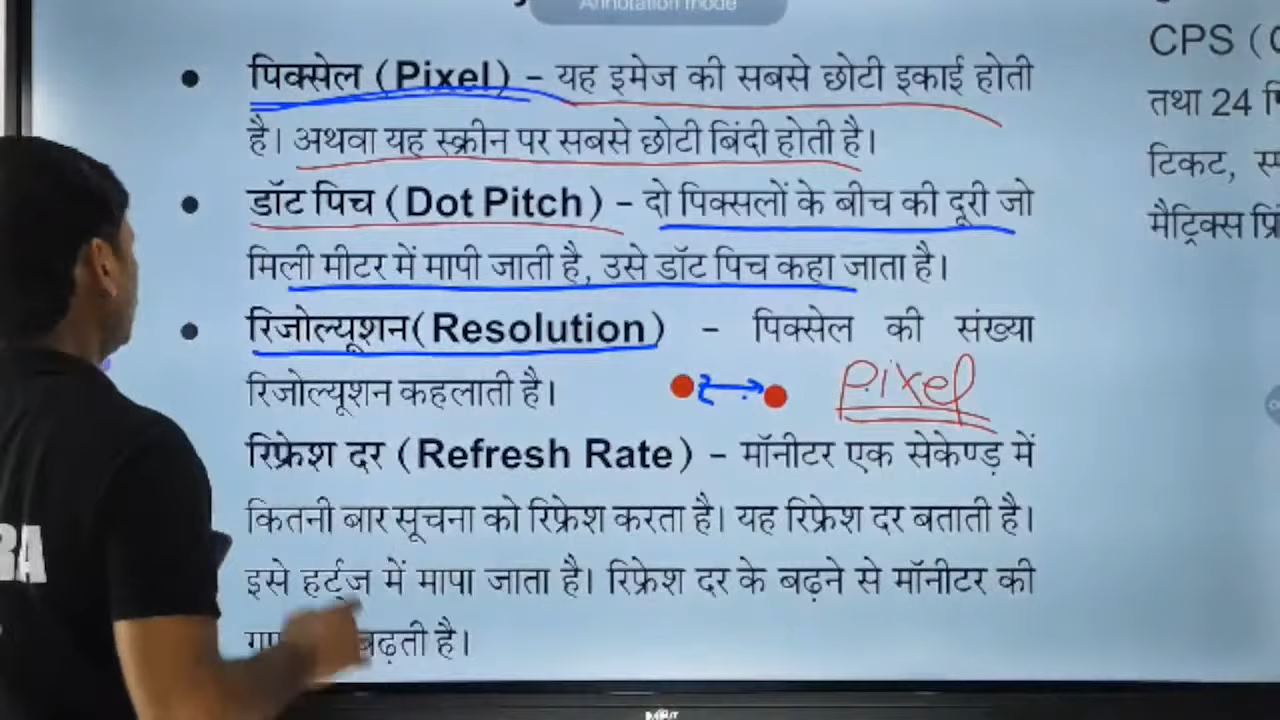 Annotation mode
• पिक्सेल (Pixel) – यह इमेज की सबसे छोटी इकाई होती
है। अथवा यह स्क्रीन पर सबसे छोटी बिंदी होती है।
• डॉट पिच (Dot Pitch) – दो पिक्सलों के बीच की दूरी जो
मिली मीटर में मापी जाती है, उसे डॉट पिच कहा जाता है।
• रिजोल्यूशन(Resolution) – पिक्सेल की संख्या
रिजोल्यूशन कहलाती है।
pixel
रिफ्रेश दर (Refresh Rate) – मॉनीटर एक सेकेण्ड़ में
कितनी बार सूचना को रिफ्रेश करता है। यह रिफ्रेश दर बताती है।
इसे हर्ट्ज में मापा जाता है। रिफ्रेश दर के बढ़ने से मॉनीटर की
बढ़ती है।
CPS (
तथा 24
टिकट,
मैट्रिक्स
RA